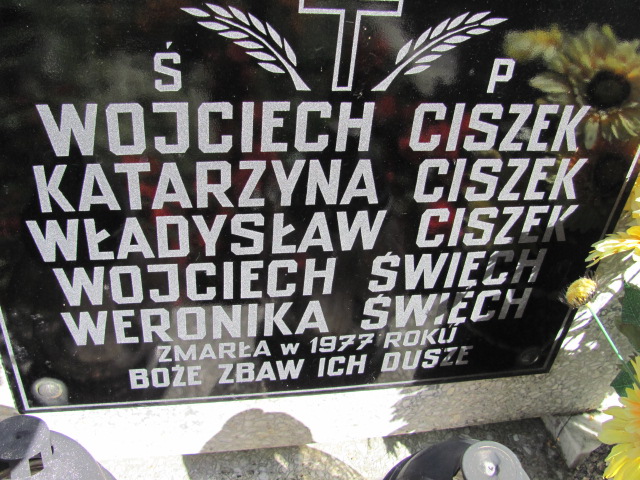 Ś P
WOJCIECH CISZEK
KATARZYNA CISZEK
WŁADYSŁAW CISZEK
WOJCIECH ŚWIĘCH
WERONIKA ŚWIĘCH
ZMARŁA w 1977 ROKU
BOŻE ZBAW ICH DUSZE